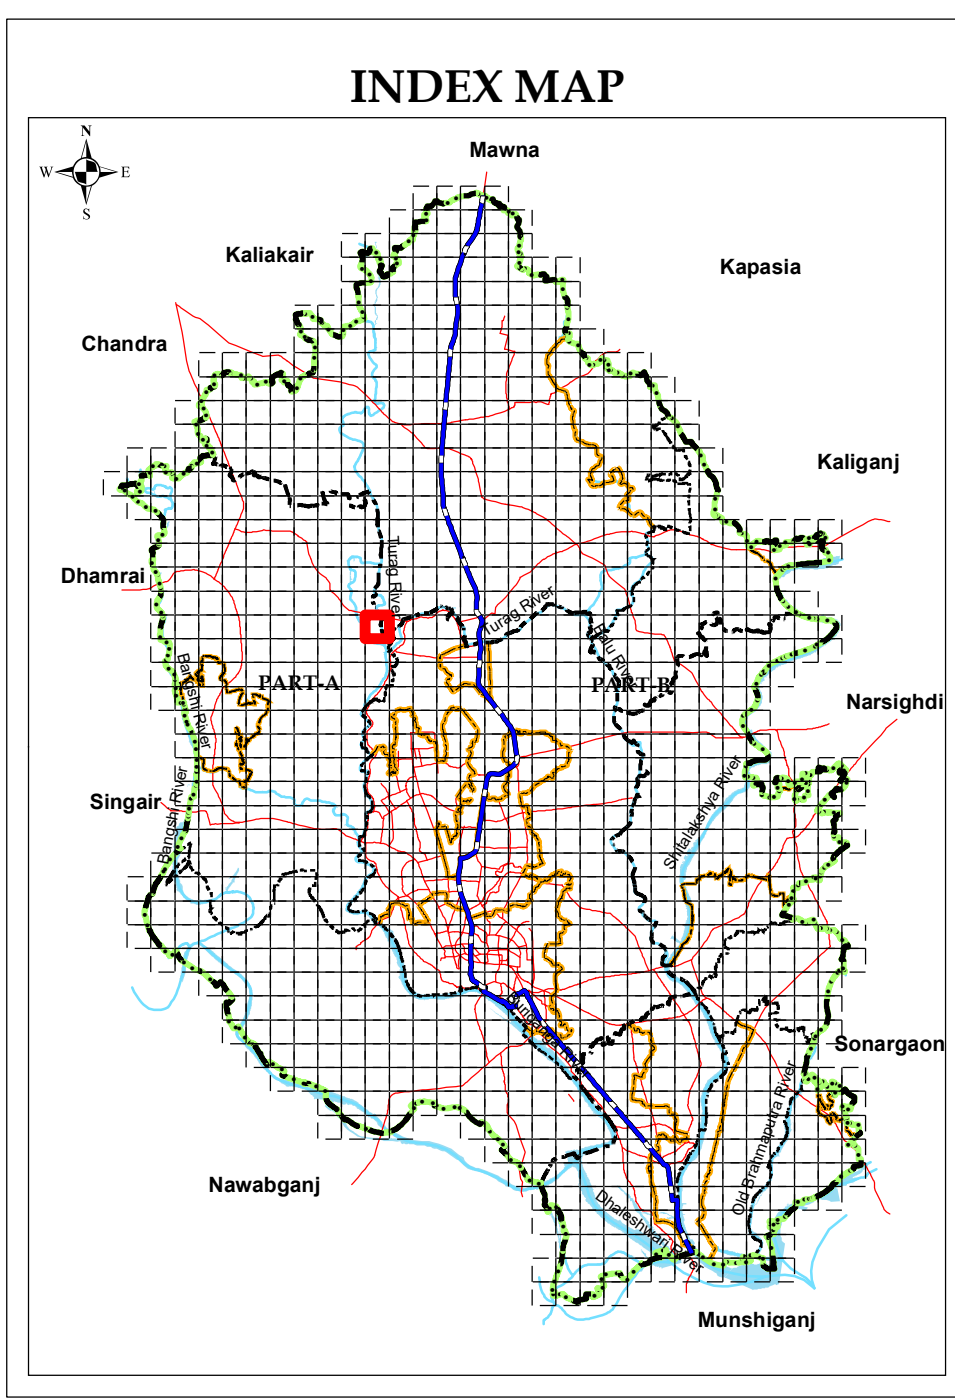 INDEX MAP
N
W E
S
Mawna
Kaliakair
Kapasia
Chandra
Kaliganj
Dhamrai
Turag River
Turag River
Balu River
Bangshi River
PART-A
PART-B
Narsighdi
Singair
Bangshi River
Shitalakshya River
Buriganga River
Sonargaon
Old Brahmaputra River
Nawabganj
Dhaleshwari River
Munshiganj